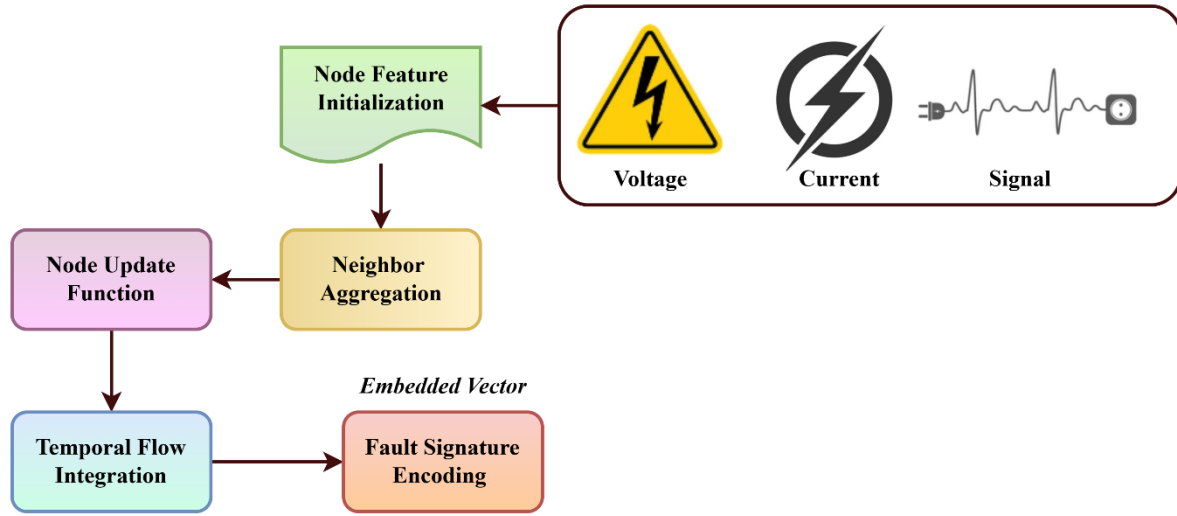 Node Feature
Initialization
Voltage
Current
Signal
Node Update
Function
Neighbor
Aggregation
Embedded Vector
Temporal Flow
Integration
Fault Signature
Encoding